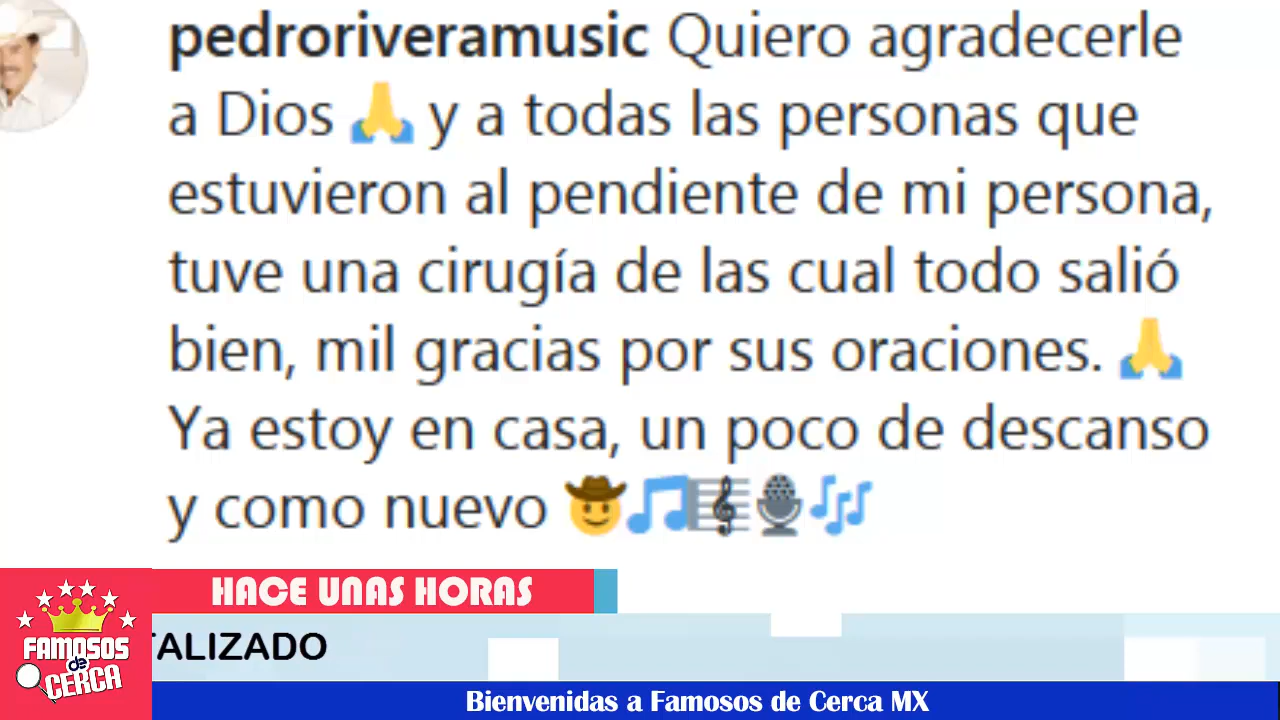 pedroriveramusic Quiero agradecerle
a Dios 🙏 y a todas las personas que
estuvieron al pendiente de mi persona,
tuve una cirugía de las cual todo salió
bien, mil gracias por sus oraciones. 🙏
Ya estoy en casa, un poco de descanso
y como nuevo 🤠🎵🎼🎙🎶
HACE UNAS HORAS
TALIZADO
FAMOSOS
de
CERCA
Bienvenidas a Famosos de Cerca MX